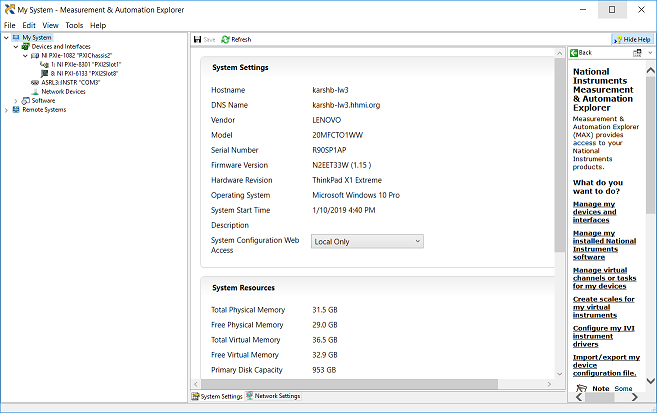 My System - Measurement & Automation Explorer
File Edit View Tools Help
My System
Devices and Interfaces
NI PXIe-1082 "PXIChassis2"
1: NI PXIe-8301 "PXI2Slot1"
8: NI PXI-6133 "PXI2Slot8"
ASRL3::INSTR "COM3"
Network Devices
Software
Remote Systems
Save Refresh
Hide Help
System Settings
Hostname karshb-lw3
DNS Name karshb-lw3.hhmi.org
Vendor LENOVO
Model 20MFCTO1WW
Serial Number R90SP1AP
Firmware Version N2EET33W (1.15 )
Hardware Revision ThinkPad X1 Extreme
Operating System Microsoft Windows 10 Pro
System Start Time 1/10/2019 4:40 PM
Description
System Configuration Web
Access
Local Only
System Resources
Total Physical Memory 31.5 GB
Free Physical Memory 29.0 GB
Total Virtual Memory 36.5 GB
Free Virtual Memory 32.9 GB
Primary Disk Capacity 953 GB
System Settings Network Settings
Back
National
Instruments
Measurement
& Automation
Explorer
Measurement &
Automation Explorer
(MAX) provides
access to your
National
Instruments
products.
What do you
want to do?
Manage my
devices and
interfaces
Manage my
installed National
Instruments
software
Manage virtual
channels or tasks
for my devices
Create scales for
my virtual
instruments
Configure my IVI
instrument
drivers
Import/export my
device
configuration file.
Note Some